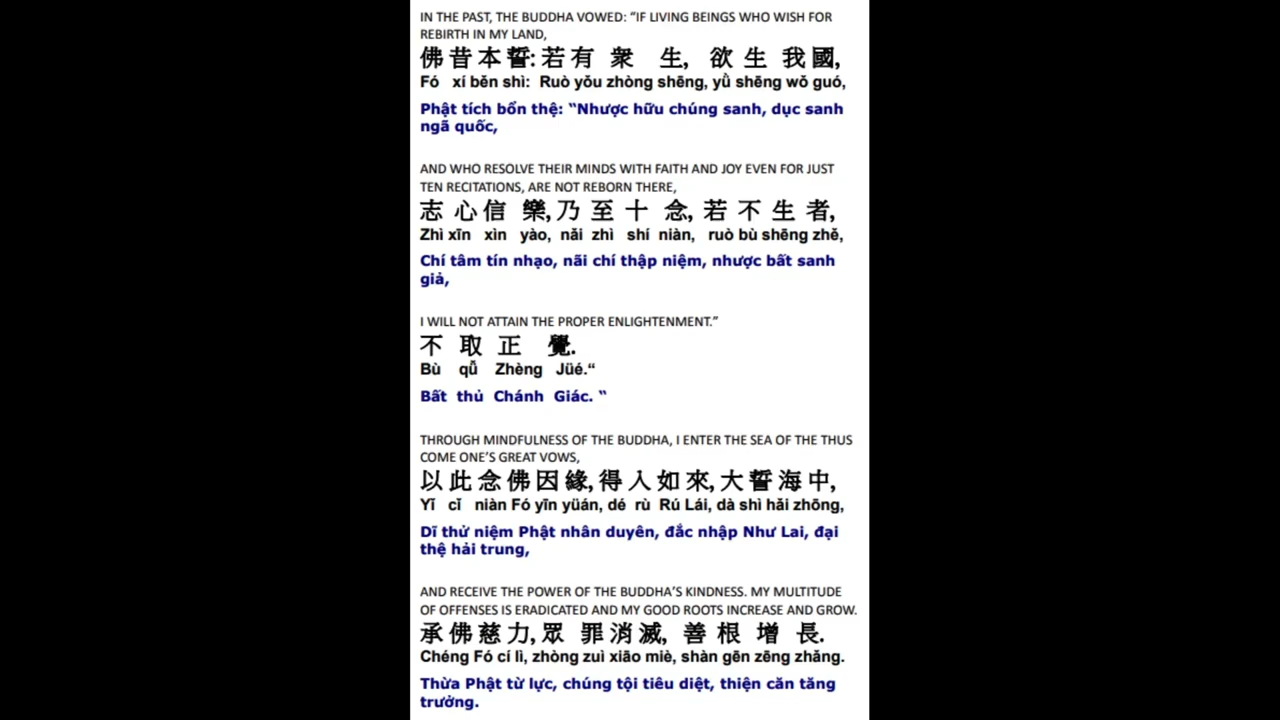 IN THE PAST, THE BUDDHA VOWED: “IF LIVING BEINGS WHO WISH FOR
REBIRTH IN MY LAND,
佛昔本誓:若有衆生,欲生我國,
Fó xí běn shì: Ruò yǒu zhòng shēng, yǜ shēng wǒ guó,
Phật tích bổn thệ: “Nhược hữu chúng sanh, dục sanh
ngã quốc,
AND WHO RESOLVE THEIR MINDS WITH FAITH AND JOY EVEN FOR JUST
TEN RECITATIONS, ARE NOT REBORN THERE,
志心信樂,乃至十念,若不生者,
Zhì xīn xìn yào, nǎi zhì shí niàn, ruò bù shēng zhě,
Chí tâm tín nhạo, nãi chí thập niệm, nhược bất sanh
giả,
I WILL NOT ATTAIN THE PROPER ENLIGHTENMENT.”
不取正覺.
Bù qǚ Zhèng Jüé.“
Bất thủ Chánh Giác. “
THROUGH MINDFULNESS OF THE BUDDHA, I ENTER THE SEA OF THE THUS
COME ONE’S GREAT VOWS,
以此念佛因緣,得入如來,大誓海中,
Yǐ cǐ niàn Fó yīn yüán, dé rù Rú Lái, dà shì hǎi zhōng,
Dĩ thử niệm Phật nhân duyên, đắc nhập Như Lai, đại
thệ hải trung,
AND RECEIVE THE POWER OF THE BUDDHA’S KINDNESS. MY MULTITUDE
OF OFFENSES IS ERADICATED AND MY GOOD ROOTS INCREASE AND GROW.
承佛慈力,眾罪消滅,善根增長.
Chéng Fó cí lì, zhòng zuì xiāo miè, shàn gēn zēng zhǎng.
Thừa Phật từ lực, chúng tội tiêu diệt, thiện căn tăng
trưởng.